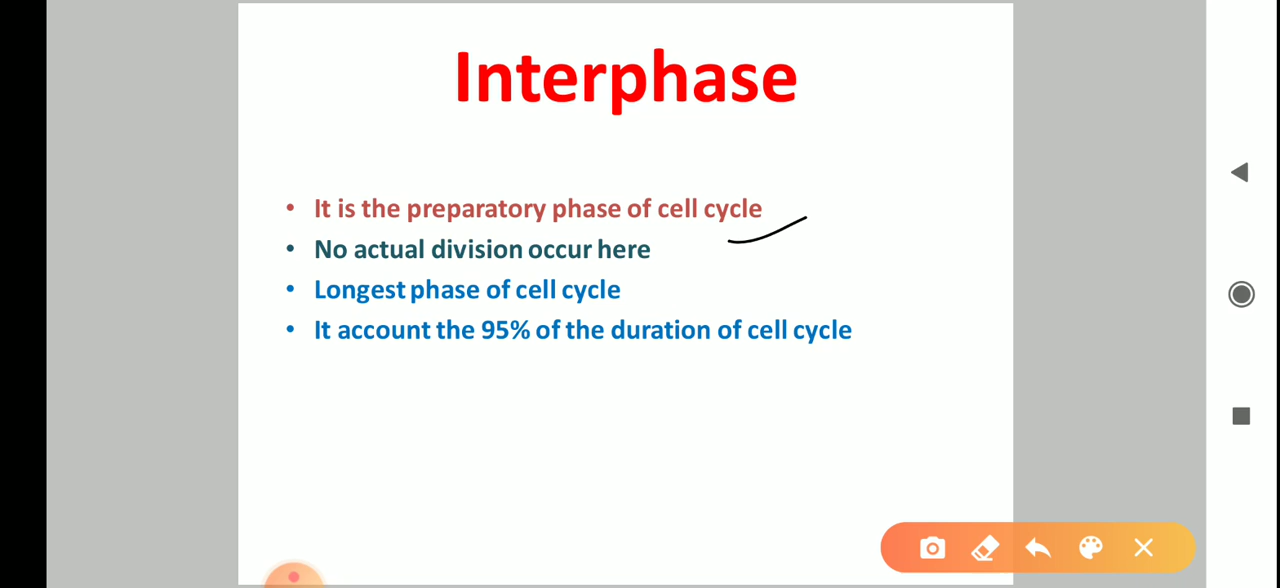 Interphase
• It is the preparatory phase of cell cycle
• No actual division occur here
• Longest phase of cell cycle
• It account the 95% of the duration of cell cycle